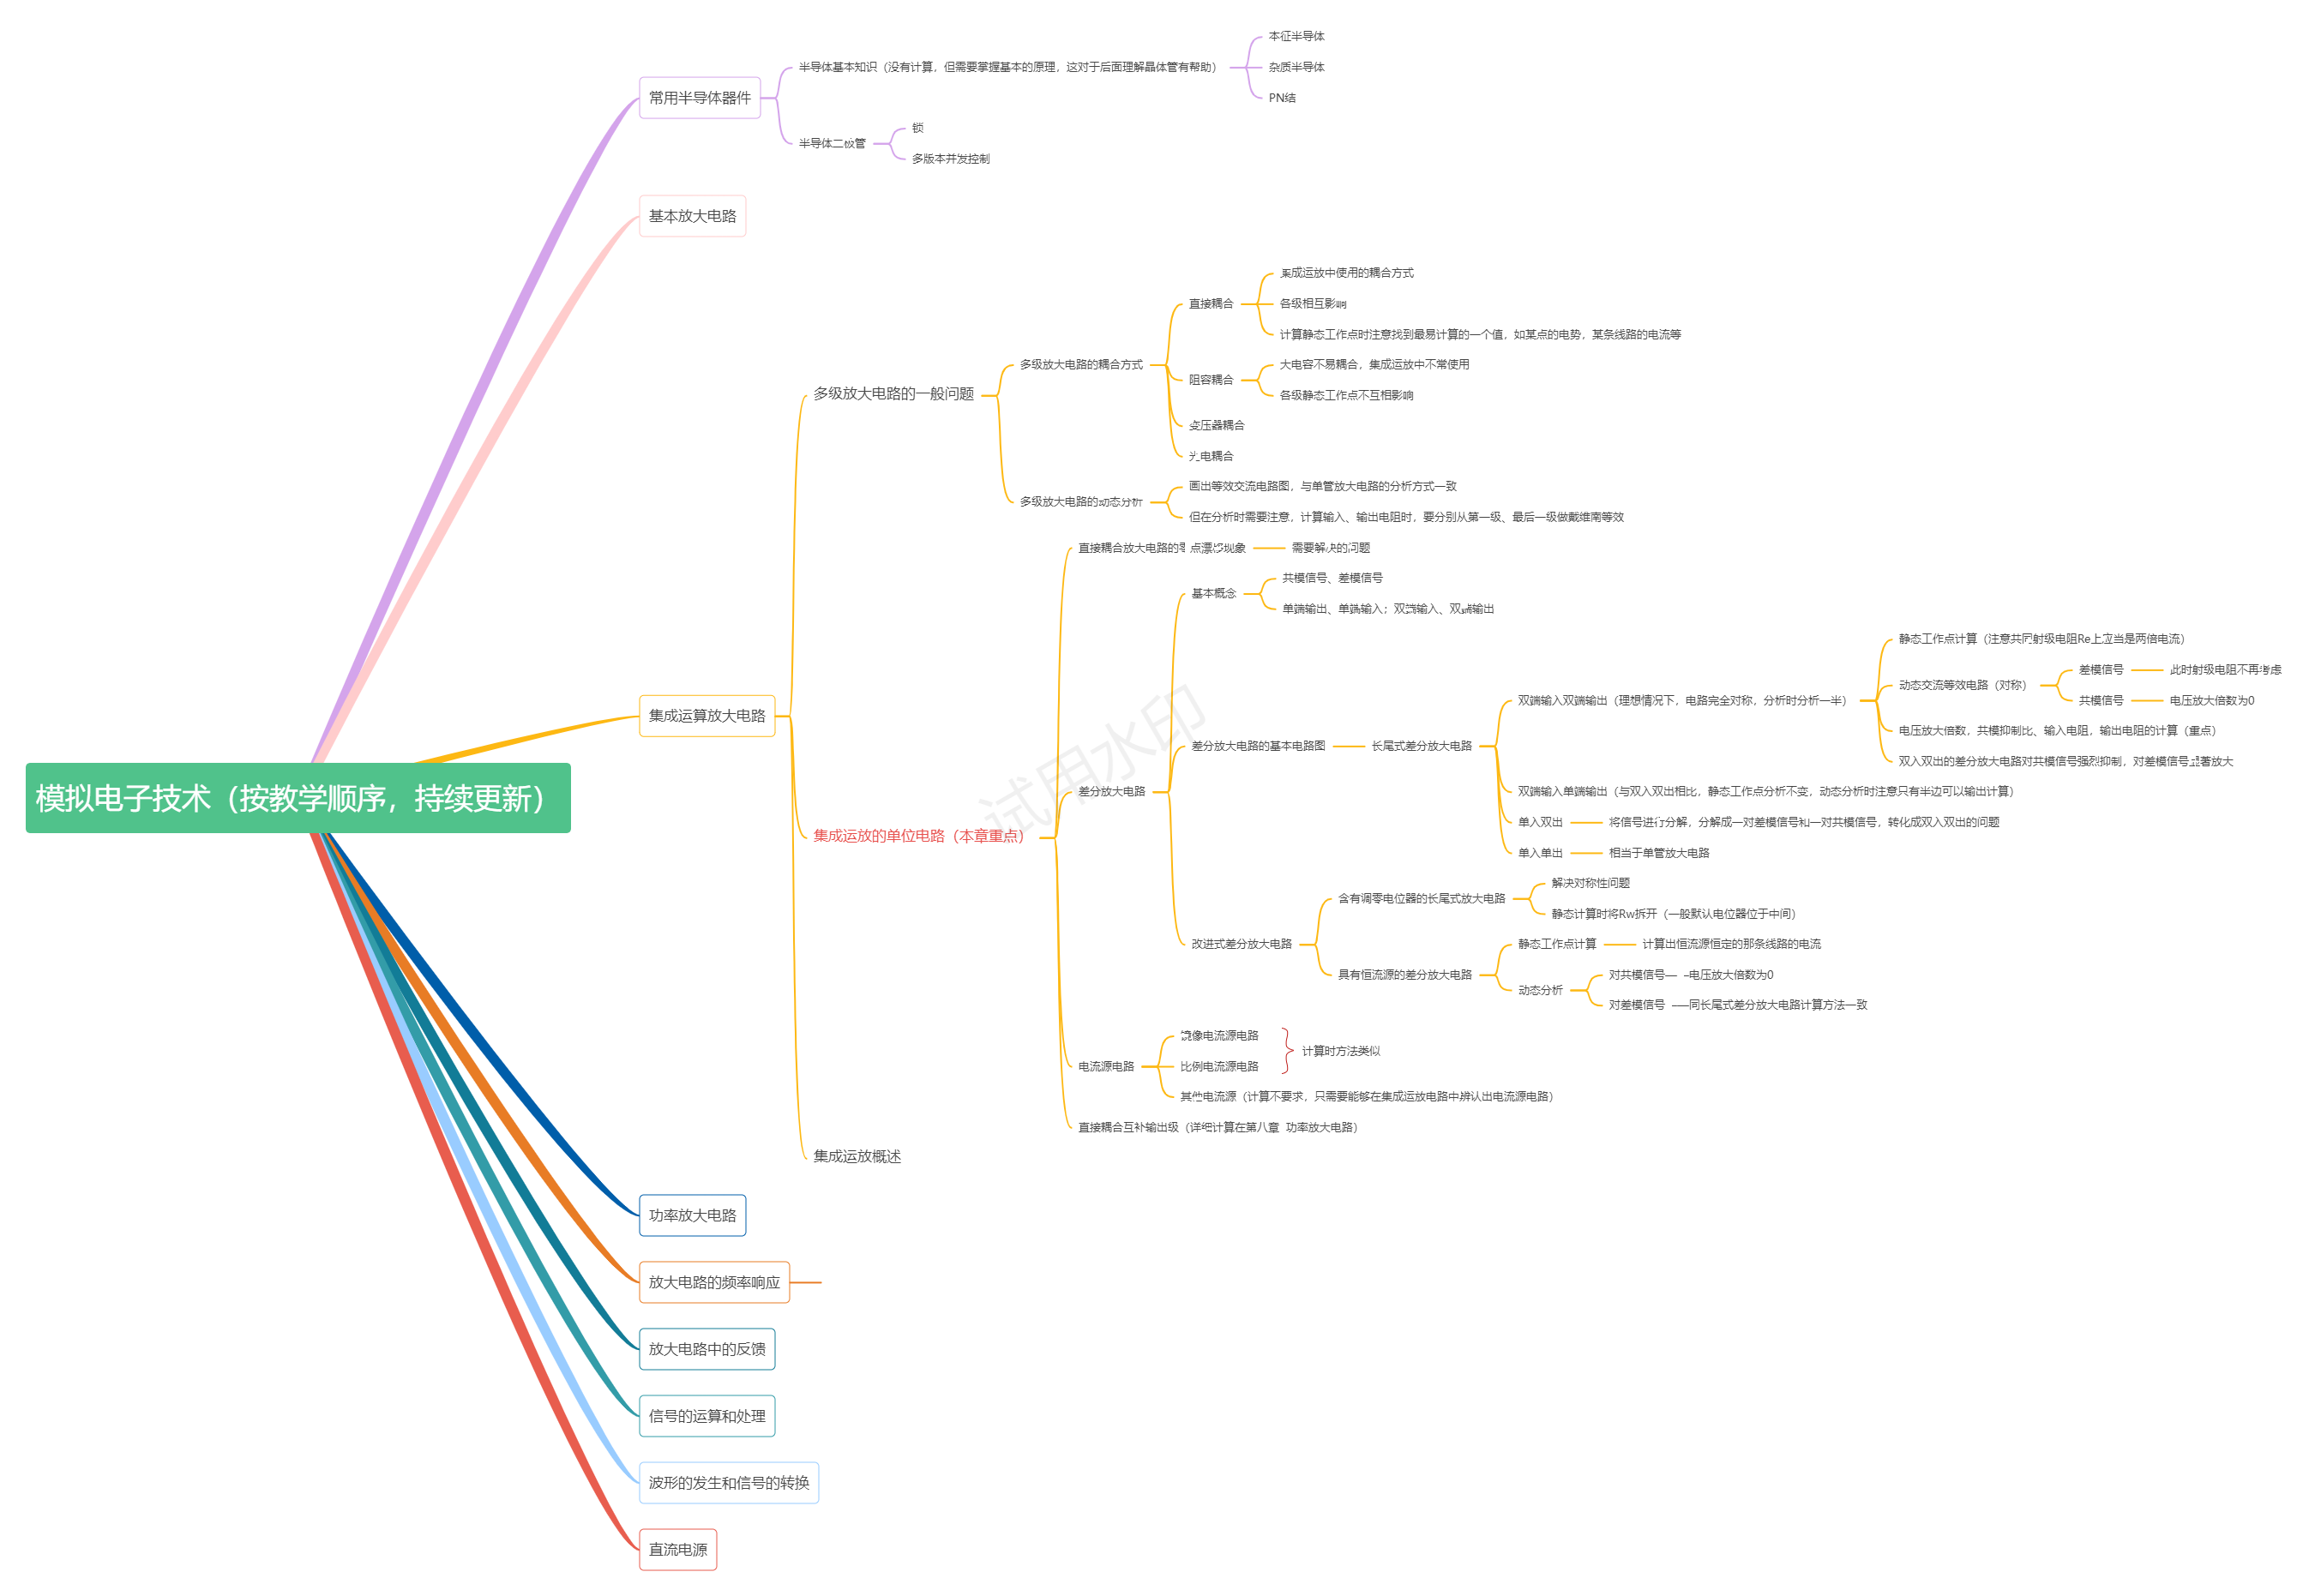 模拟电子技术（按教学顺序，持续更新）
常用半导体器件
半导体基本知识（没有计算，但需要掌握基本的原理，这对于后面理解晶体管有帮助）
本征半导体
杂质半导体
PN结
半导体二极管
锁
多版本并发控制
基本放大电路
集成运算放大电路
多级放大电路的一般问题
多级放大电路的耦合方式
直接耦合
集成运放中使用的耦合方式
各级相互影响
计算静态工作点时注意找到最易计算的一个值，如某点的电势，某条线路的电流等
阻容耦合
大电容不易耦合，集成运放中不常使用
各级静态工作点不互相影响
变压器耦合
光电耦合
多级放大电路的动态分析
画出等效交流电路图，与单管放大电路的分析方式一致
但在分析时需要注意，计算输入、输出电阻时，要分别从第一级、最后一级做戴维南等效
集成运放的单位电路（本章重点）
直接耦合放大电路的零点漂移现象
需要解决的问题
差分放大电路
基本概念
共模信号、差模信号
单端输出、单端输入；双端输入、双端输出
差分放大电路的基本电路图
长尾式差分放大电路
双端输入双端输出（理想情况下，电路完全对称，分析时分析一半）
静态工作点计算（注意共同射级电阻Re上应当是两倍电流）
动态交流等效电路（对称）
差模信号
此时射级电阻不再考虑
共模信号
电压放大倍数为0
电压放大倍数，共模抑制比、输入电阻，输出电阻的计算（重点）
双入双出的差分放大电路对共模信号强烈抑制，对差模信号显著放大
双端输入单端输出（与双入双出相比，静态工作点分析不变，动态分析时注意只有半边可以输出计算）
单入双出
将信号进行分解，分解成一对差模信号和一对共模信号，转化成双入双出的问题
单入单出
相当于单管放大电路
改进式差分放大电路
含有调零电位器的长尾式放大电路
解决对称性问题
静态计算时将Rw拆开（一般默认电位器位于中间）
具有恒流源的差分放大电路
静态工作点计算
计算出恒流源恒定的那条线路的电流
动态分析
对共模信号——电压放大倍数为0
对差模信号 ——同长尾式差分放大电路计算方法一致
电流源电路
镜像电流源电路
比例电流源电路
计算时方法类似
其他电流源（计算不要求，只需要能够在集成运放电路中辨认出电流源电路）
直接耦合互补输出级（详细计算在第八章 功率放大电路）
集成运放概述
功率放大电路
放大电路的频率响应
放大电路中的反馈
信号的运算和处理
波形的发生和信号的转换
直流电源
试用水印